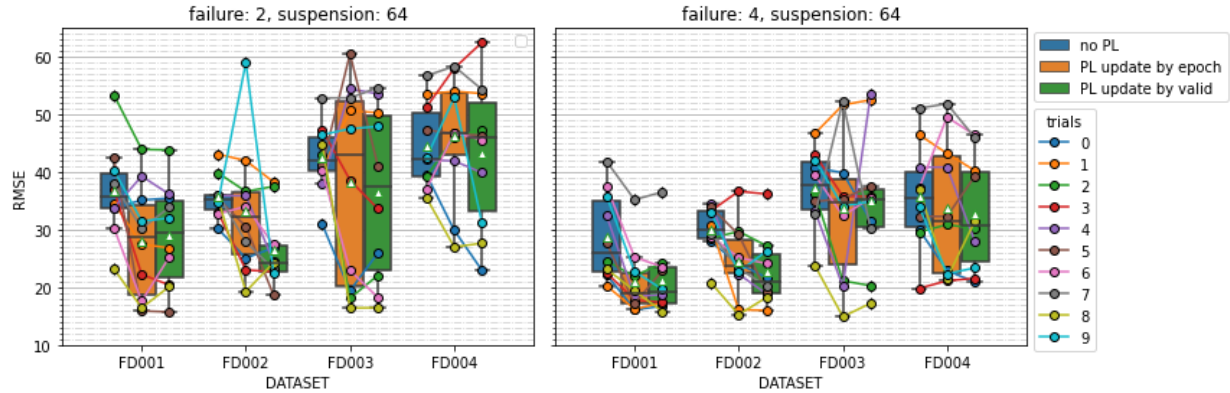 failure: 2, suspension: 64
failure: 4, suspension: 64
RMSE
60
50
40
30
20
10
FD001 FD002 FD003 FD004
DATASET
FD001 FD002 FD003 FD004
DATASET
no PL
PL update by epoch
PL update by valid
trials
0
1
2
3
4
5
6
7
8
9